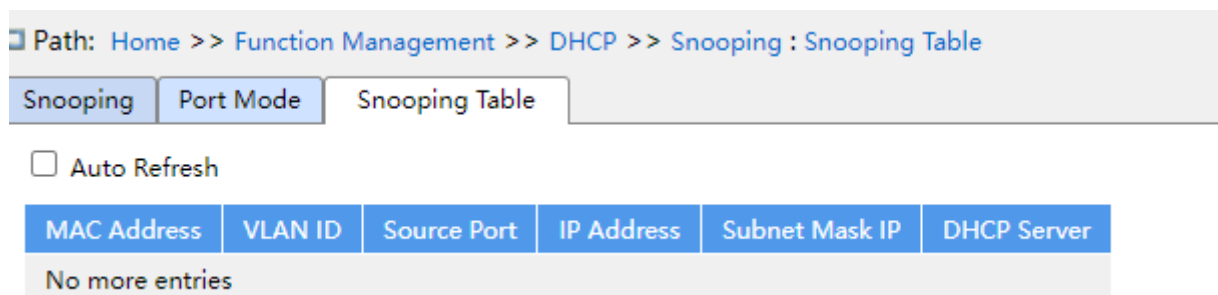 Path: Home >> Function Management >> DHCP >> Snooping : Snooping Table
Snooping Port Mode Snooping Table
Auto Refresh
MAC Address VLAN ID Source Port IP Address Subnet Mask IP DHCP Server
No more entries